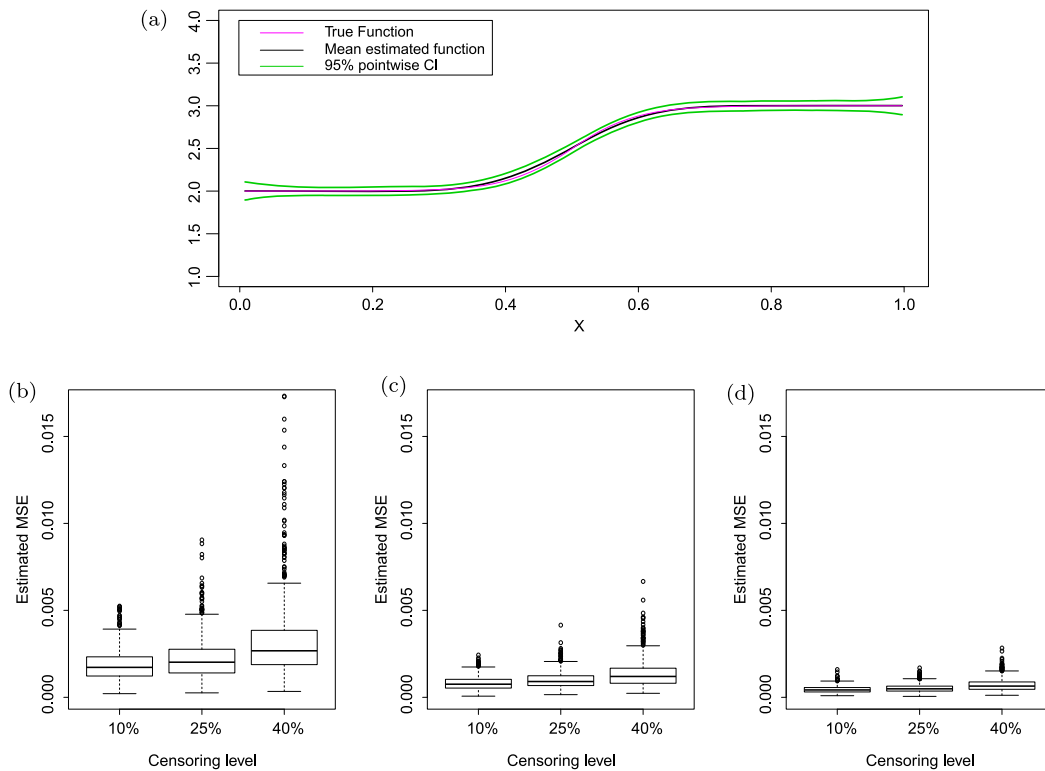 (a)
True Function
Mean estimated function
95% pointwise CI
4.0
3.5
3.0
2.5
2.0
1.5
1.0
0.0 0.2 0.4 0.6 0.8 1.0
X
(b)
Estimated MSE
0.015
0.010
0.005
0.000
10% 25% 40%
Censoring level
(c)
Estimated MSE
0.015
0.010
0.005
0.000
10% 25% 40%
Censoring level
(d)
Estimated MSE
0.015
0.010
0.005
0.000
10% 25% 40%
Censoring level